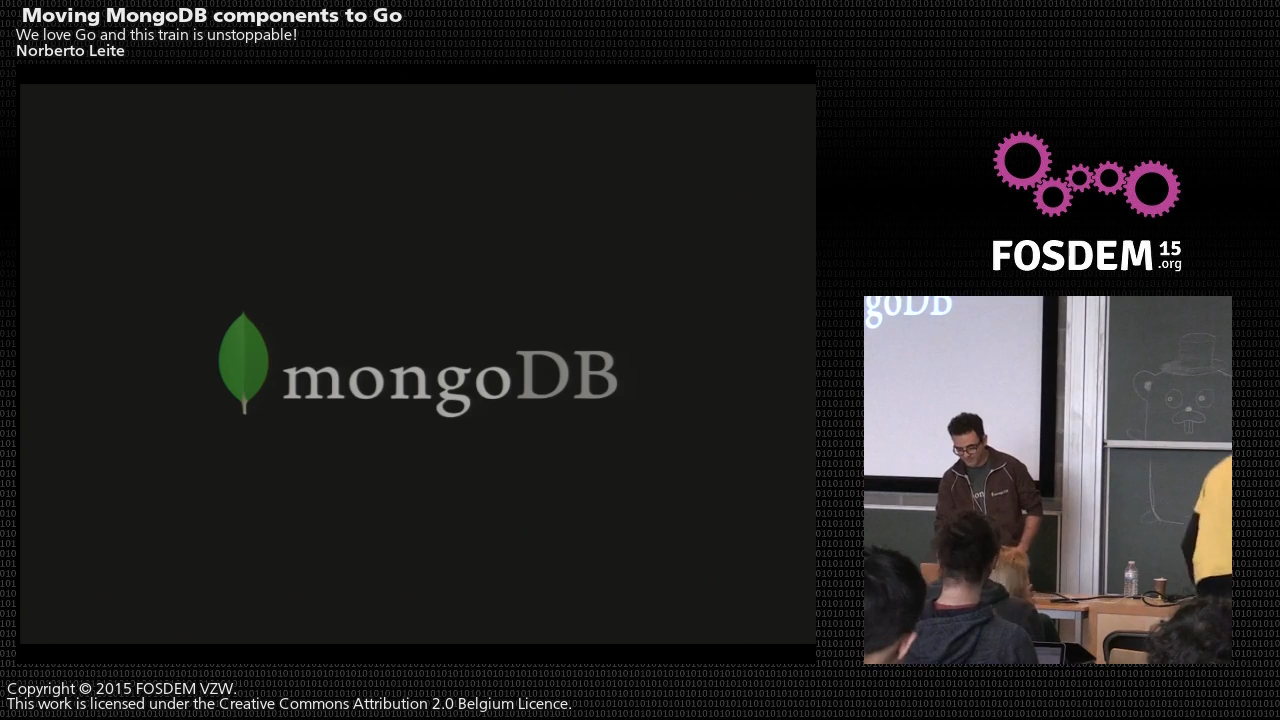 Moving MongoDB components to Go
We love Go and this train is unstoppable!
Norberto Leite
mongoDB
FOSDEM 15
.org
goDB
Copyright © 2015 FOSDEM VZW.
This work is licensed under the Creative Commons Attribution 2.0 Belgium Licence.